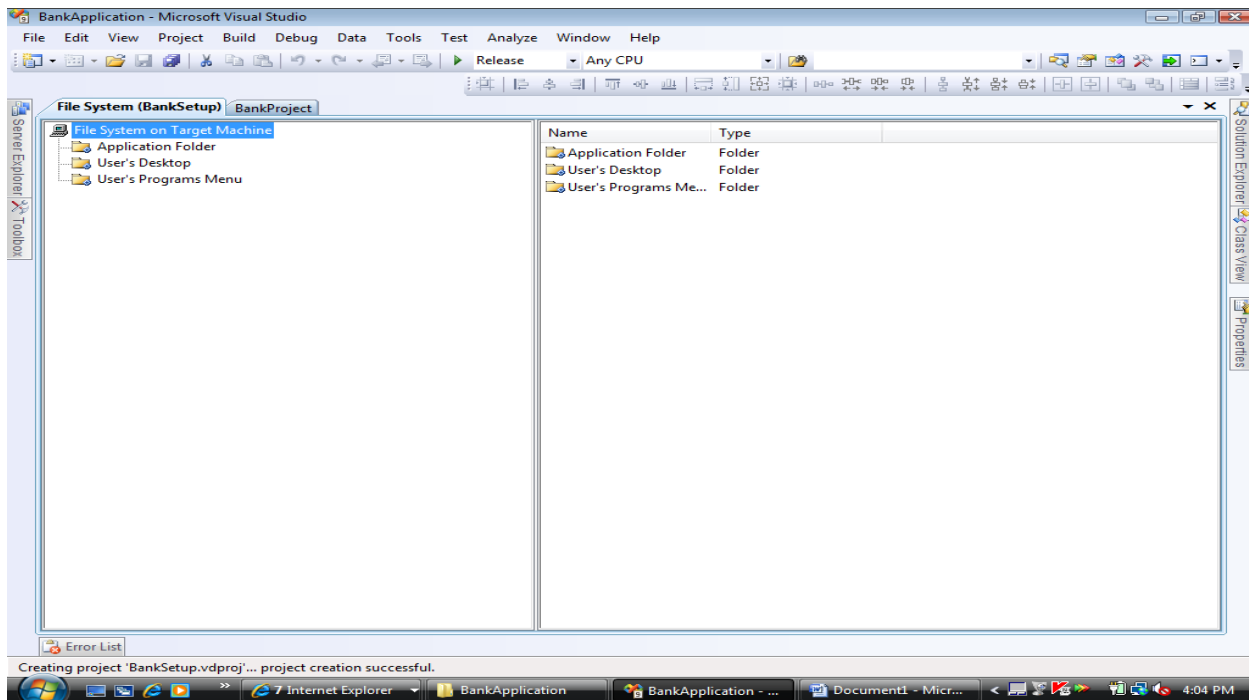 BankApplication - Microsoft Visual Studio
File Edit View Project Build Debug Data Tools Test Analyze Window Help
Release Any CPU
File System (BankSetup) BankProject
Server Explorer
Toolbox
File System on Target Machine
Application Folder
User's Desktop
User's Programs Menu
Name Type
Application Folder Folder
User's Desktop Folder
User's Programs Me... Folder
Solution Explorer
Class View
Properties
Error List
Creating project 'BankSetup.vdproj'... project creation successful.
7 Internet Explorer BankApplication BankApplication - ... Document1 - Micr... 4:04 PM